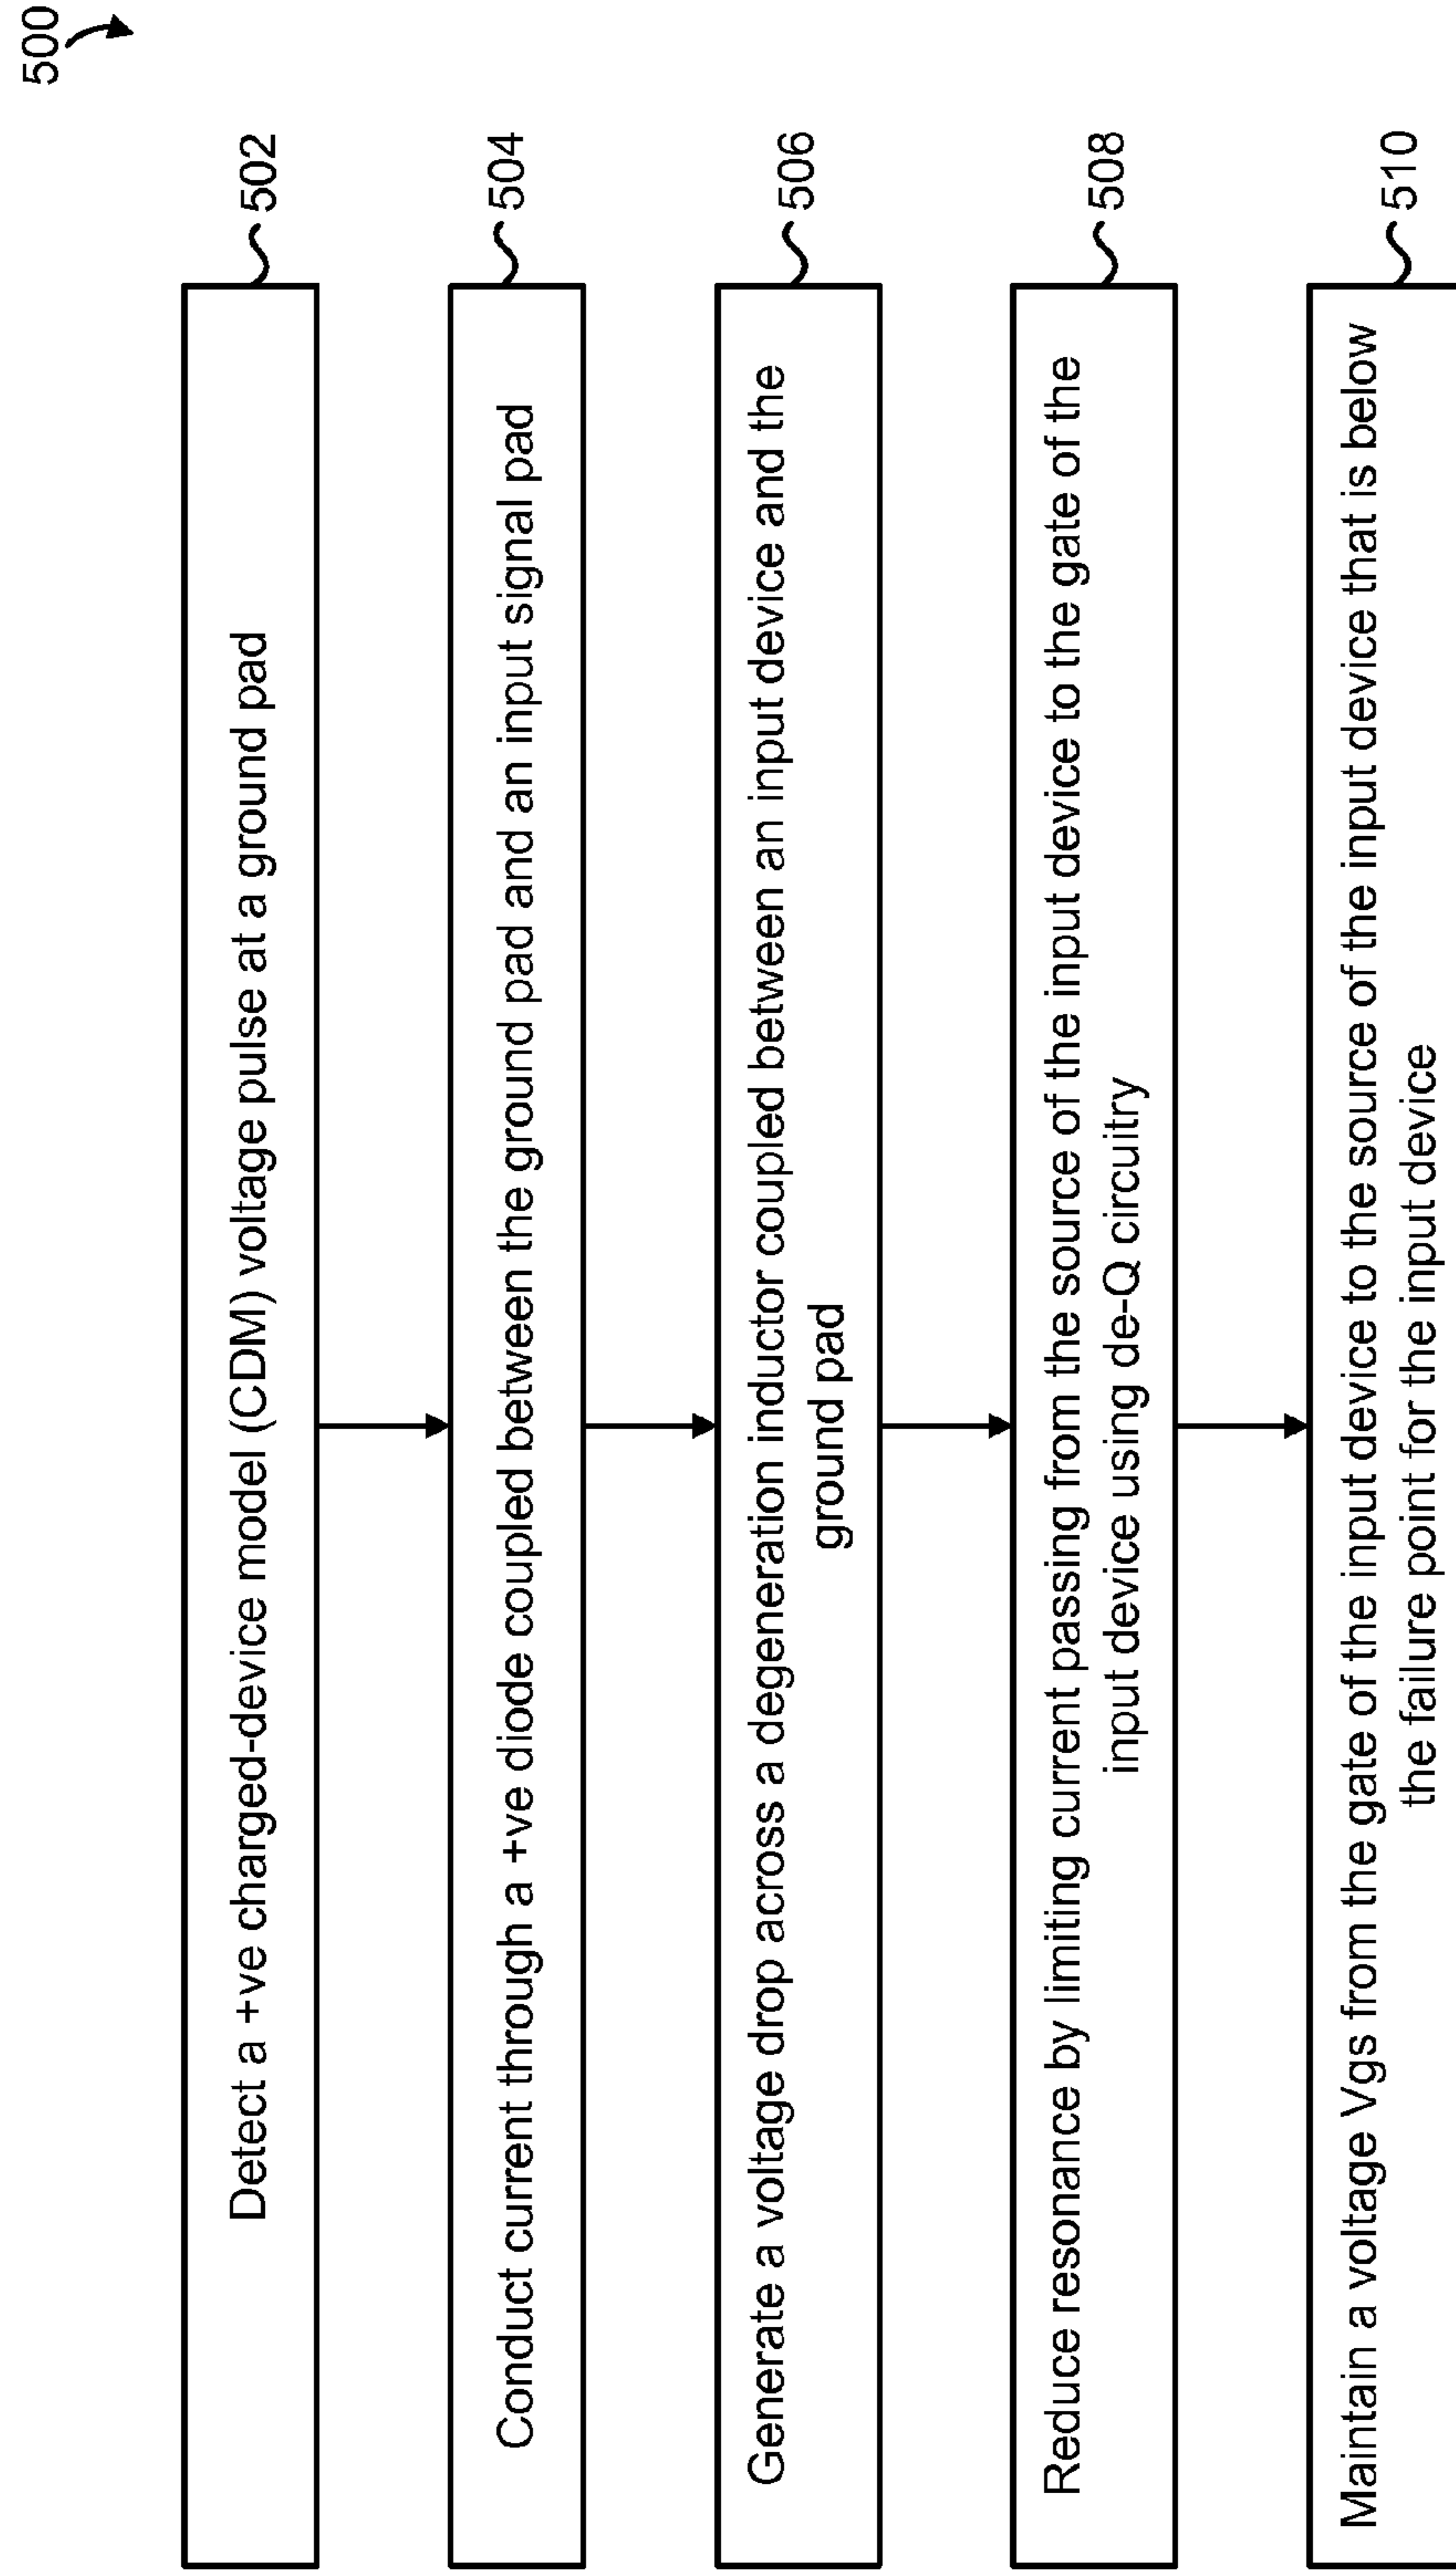 500
Detect a +ve charged-device model (CDM) voltage pulse at a ground pad
502
Conduct current through a +ve diode coupled between the ground pad and an input signal pad
504
Generate a voltage drop across a degeneration inductor coupled between an input device and the
ground pad
506
Reduce resonance by limiting current passing from the source of the input device to the gate of the
input device using de-Q circuitry
508
Maintain a voltage Vgs from the gate of the input device to the source of the input device that is below
the failure point for the input device
510